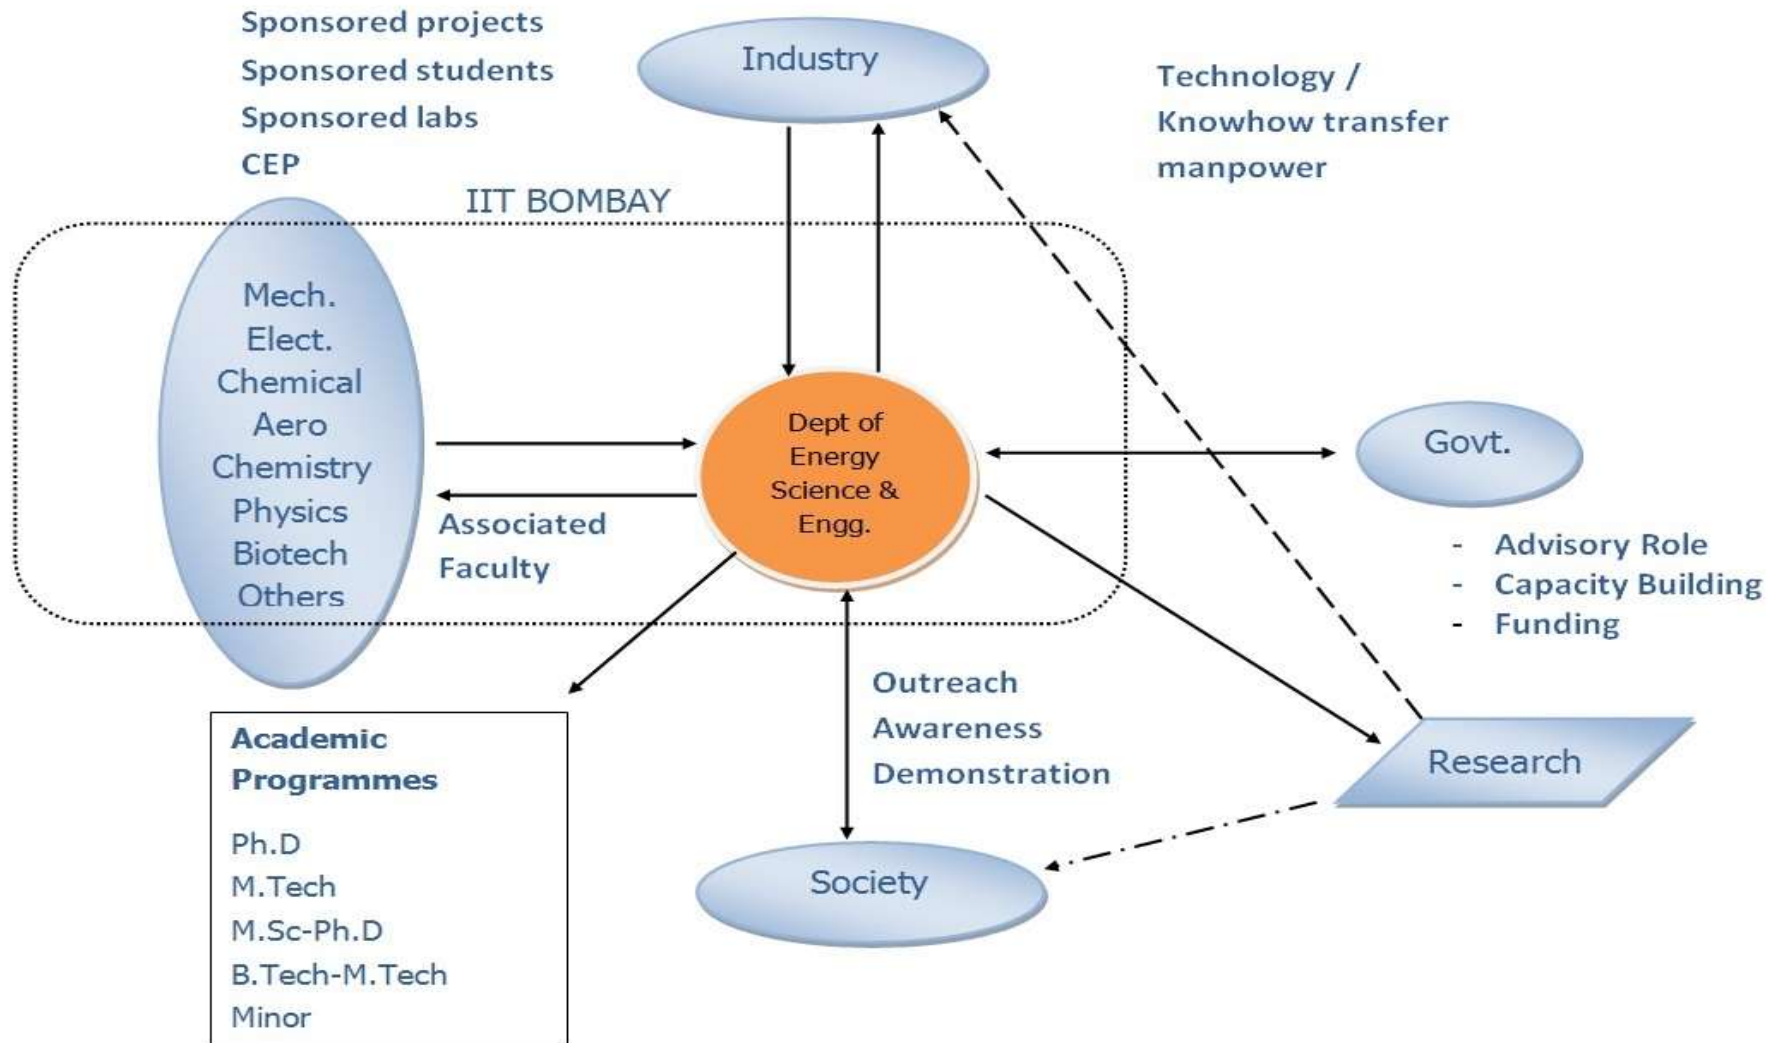 Sponsored projects
Sponsored students
Sponsored labs
CEP
Industry
Technology /
Knowhow transfer
manpower
IIT BOMBAY
Mech.
Elect.
Chemical
Aero
Chemistry
Physics
Biotech
Others
Associated
Faculty
Dept of
Energy
Science &
Engg.
Govt.
- Advisory Role
- Capacity Building
- Funding
Outreach
Awareness
Demonstration
Research
Society
Academic
Programmes
Ph.D
M.Tech
M.Sc-Ph.D
B.Tech-M.Tech
Minor